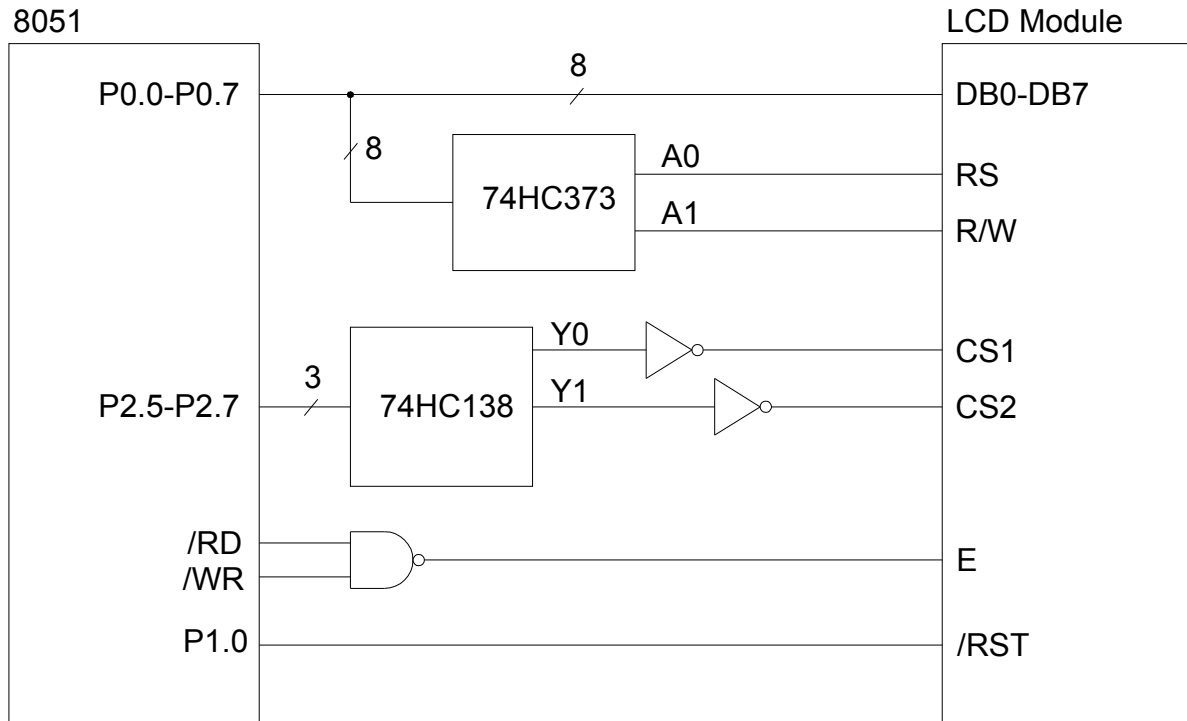 8051
LCD Module
P0.0-P0.7
8
DB0-DB7
8
74HC373
A0
RS
A1
R/W
Y0
CS1
P2.5-P2.7
3
74HC138
Y1
CS2
/RD
/WR
E
P1.0
/RST